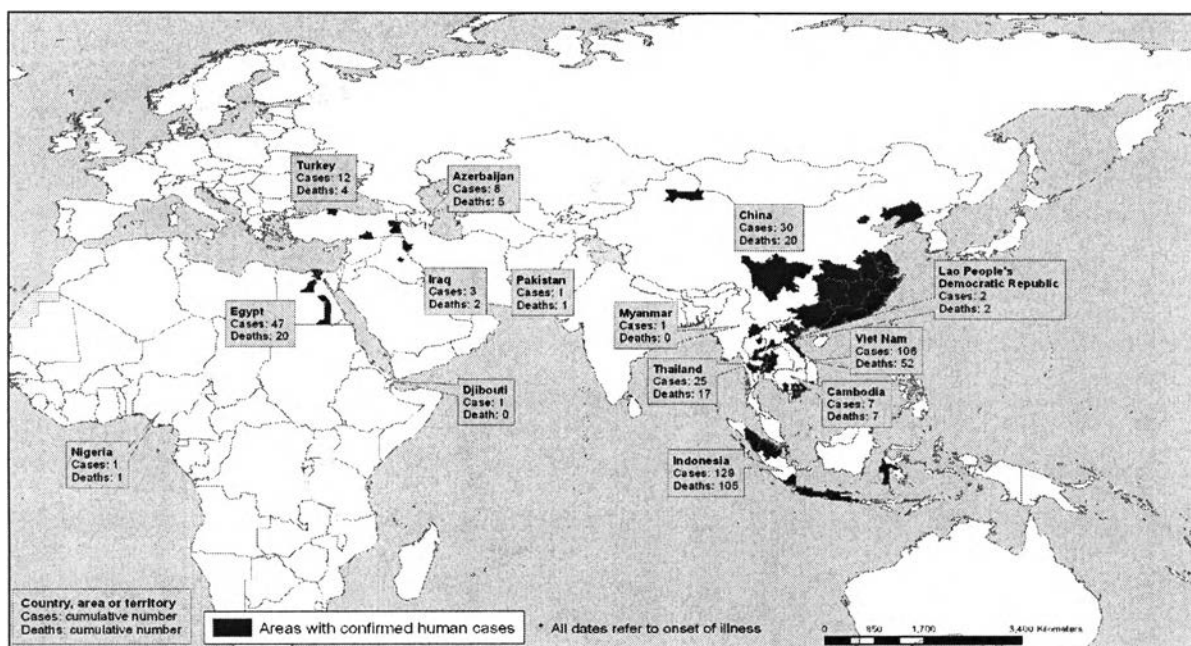 Turkey
Cases: 12
Deaths: 4
Azerbaijan
Cases: 8
Deaths: 5
China
Cases: 30
Deaths: 20
Iraq
Cases: 3
Deaths: 2
Pakistan
Cases: 1
Deaths: 1
Lao People's
Democratic Republic
Cases: 2
Deaths: 2
Egypt
Cases: 47
Deaths: 20
Myanmar
Cases: 1
Deaths: 0
Viet Nam
Cases: 106
Deaths: 52
Thailand
Cases: 25
Deaths: 17
Cambodia
Cases: 7
Deaths: 7
Djibouti
Case: 1
Death: 0
Nigeria
Cases: 1
Deaths: 1
Indonesia
Cases: 129
Deaths: 105
Country, area or territory
Cases: cumulative number
Deaths: cumulative number
Areas with confirmed human cases
* All dates refer to onset of illness
0 850 1,700 3,400 Kilometers